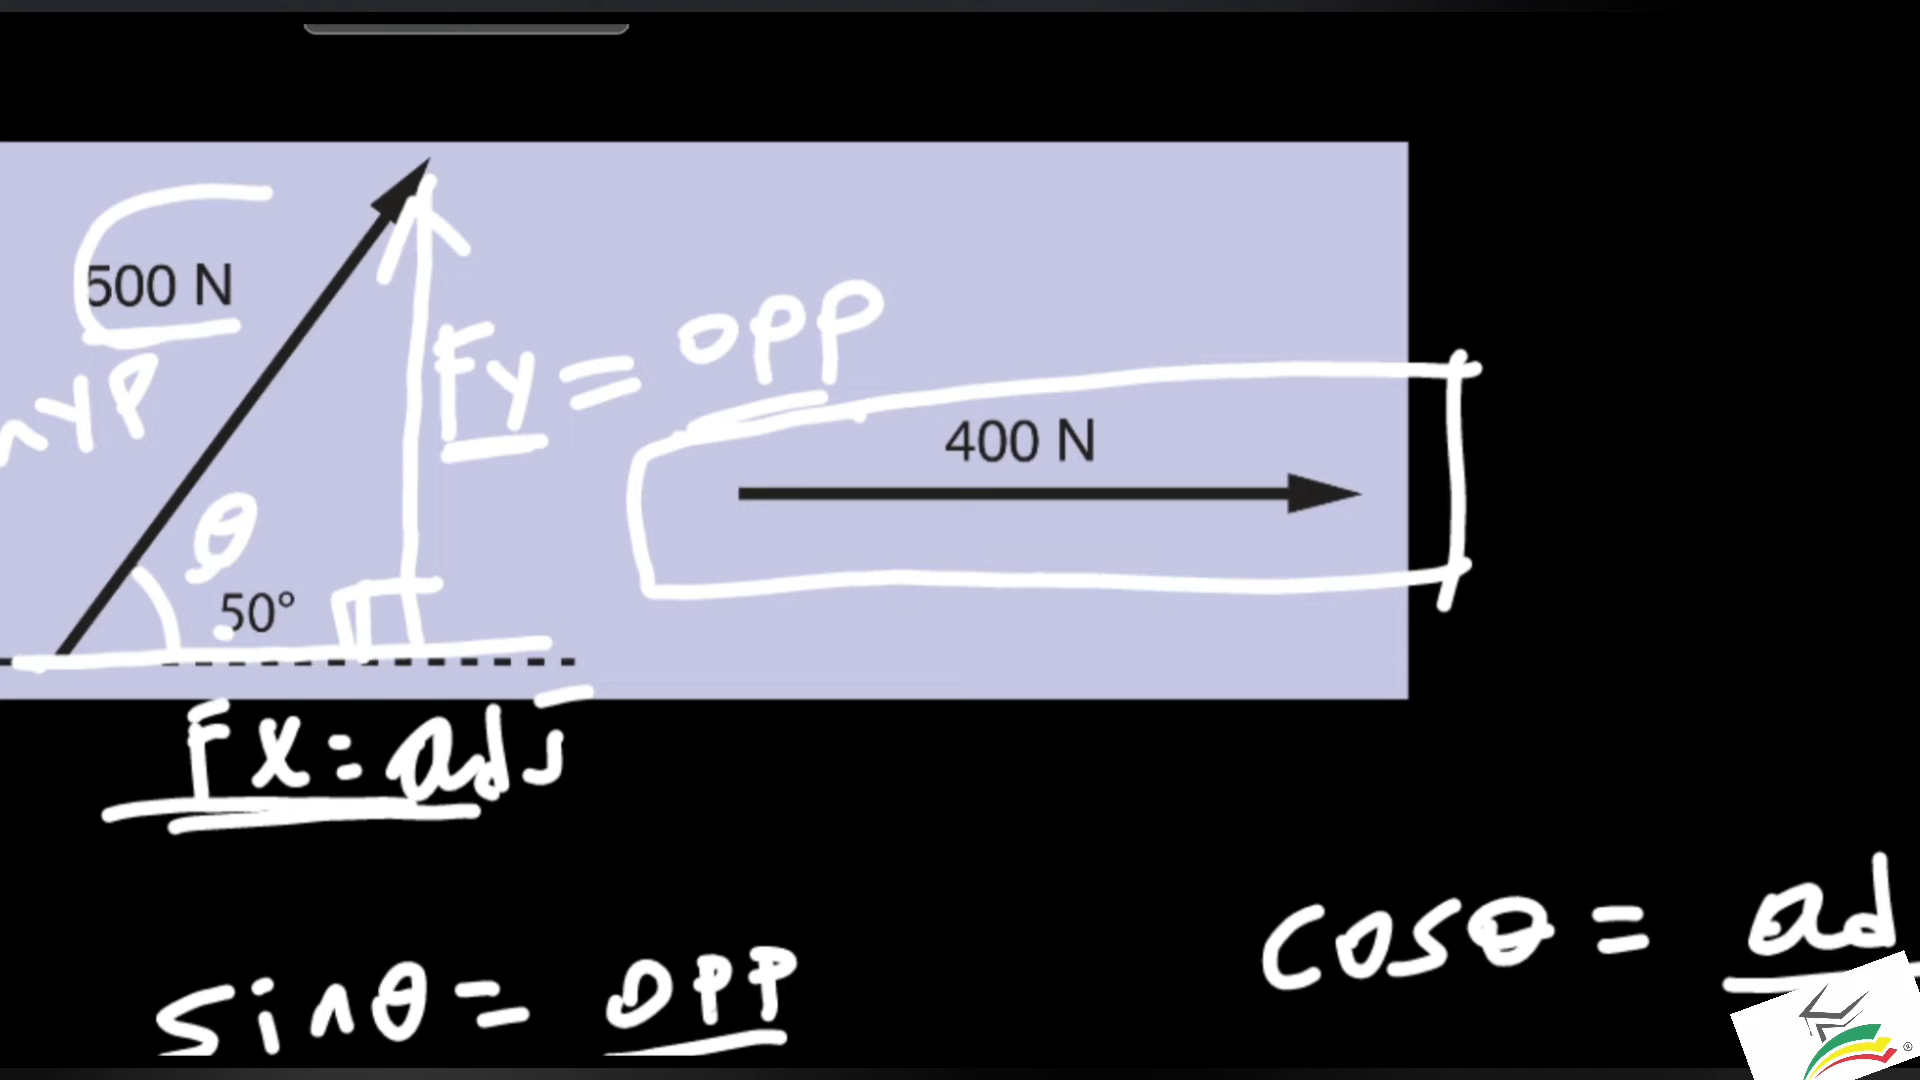 500 N
hyp
Fy = opp
400 N
θ
50°
Fx = adj
cosθ = ad
sinθ = opp
®